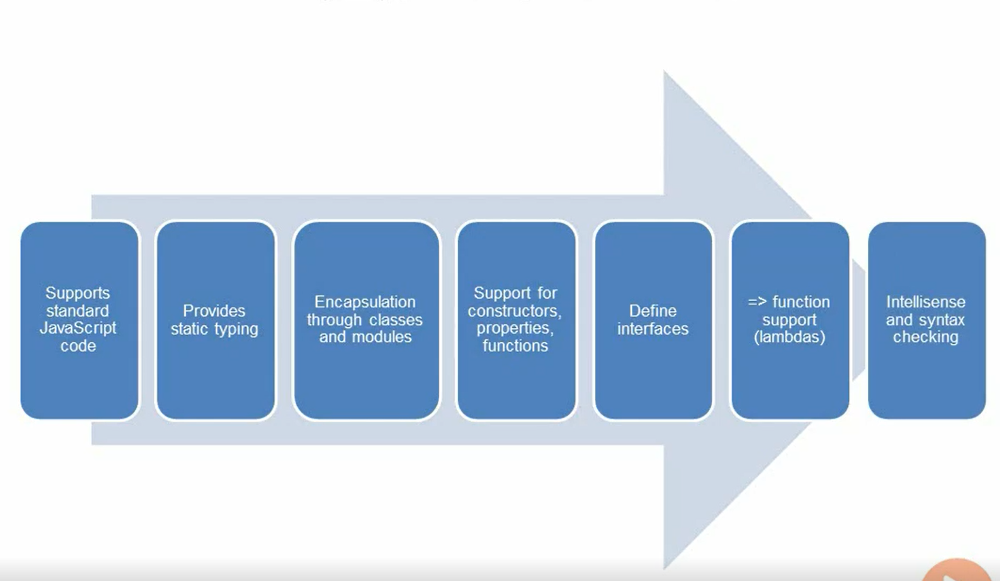 Supports
standard
JavaScript
code
Provides
static typing
Encapsulation
through classes
and modules
Support for
constructors,
properties,
functions
Define
interfaces
=> function
support
(lambdas)
Intellisense
and syntax
checking